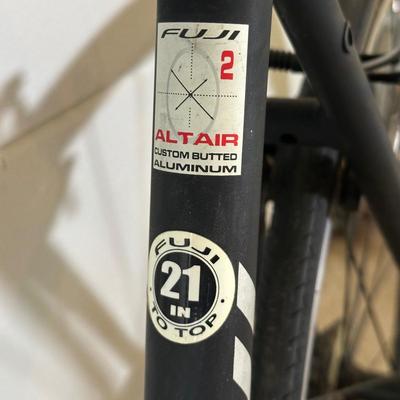 FUJI
2
ALTAIR
CUSTOM BUTTED
ALUMINUM
FUJI
21
IN
TO TOP